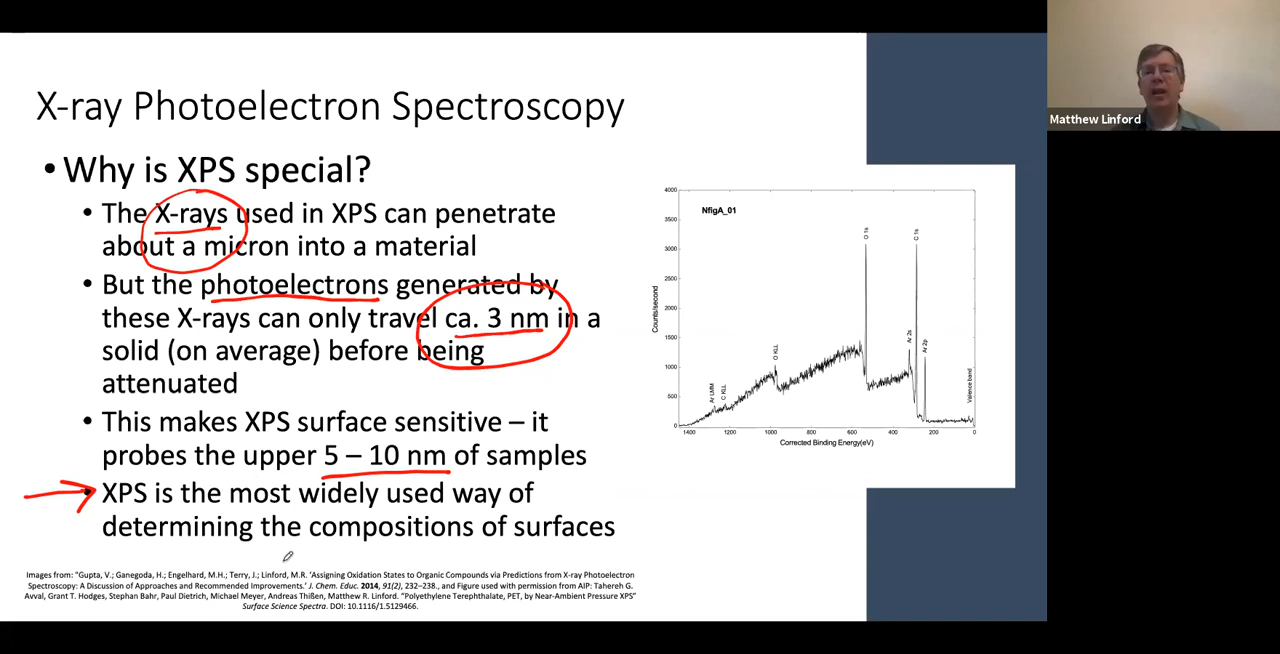 X-ray Photoelectron Spectroscopy
• Why is XPS special?
• The X-rays used in XPS can penetrate
about a micron into a material
• But the photoelectrons generated by
these X-rays can only travel ca. 3 nm in a
solid (on average) before being
attenuated
• This makes XPS surface sensitive – it
probes the upper 5 – 10 nm of samples
• XPS is the most widely used way of
determining the compositions of surfaces
Images from: "Gupta, V.; Ganegoda, H.; Engelhard, M.H.; Terry, J.; Linford, M.R. 'Assigning Oxidation States to Organic Compounds via Predictions from X-ray Photoelectron
Spectroscopy: A Discussion of Approaches and Recommended Improvements.' J. Chem. Educ. 2014, 91(2), 232–238., and Figure used with permission from AIP: Tahereh G.
Avval, Grant T. Hodges, Stephan Bahr, Paul Dietrich, Michael Meyer, Andreas Thißen, Matthew R. Linford. "Polyethylene Terephthalate, PET, by Near-Ambient Pressure XPS"
Surface Science Spectra. DOI: 10.1116/1.5129466.
NfigA_01
4000
3500
3000
2500
2000
1500
1000
500
0
Counts/second
Ar LMM
C KLL
O KLL
O 1s
Ar 2s
C 1s
Ar 2p
Valence band
1400 1200 1000 800 600 400 200 0
Corrected Binding Energy(eV)
Matthew Linford